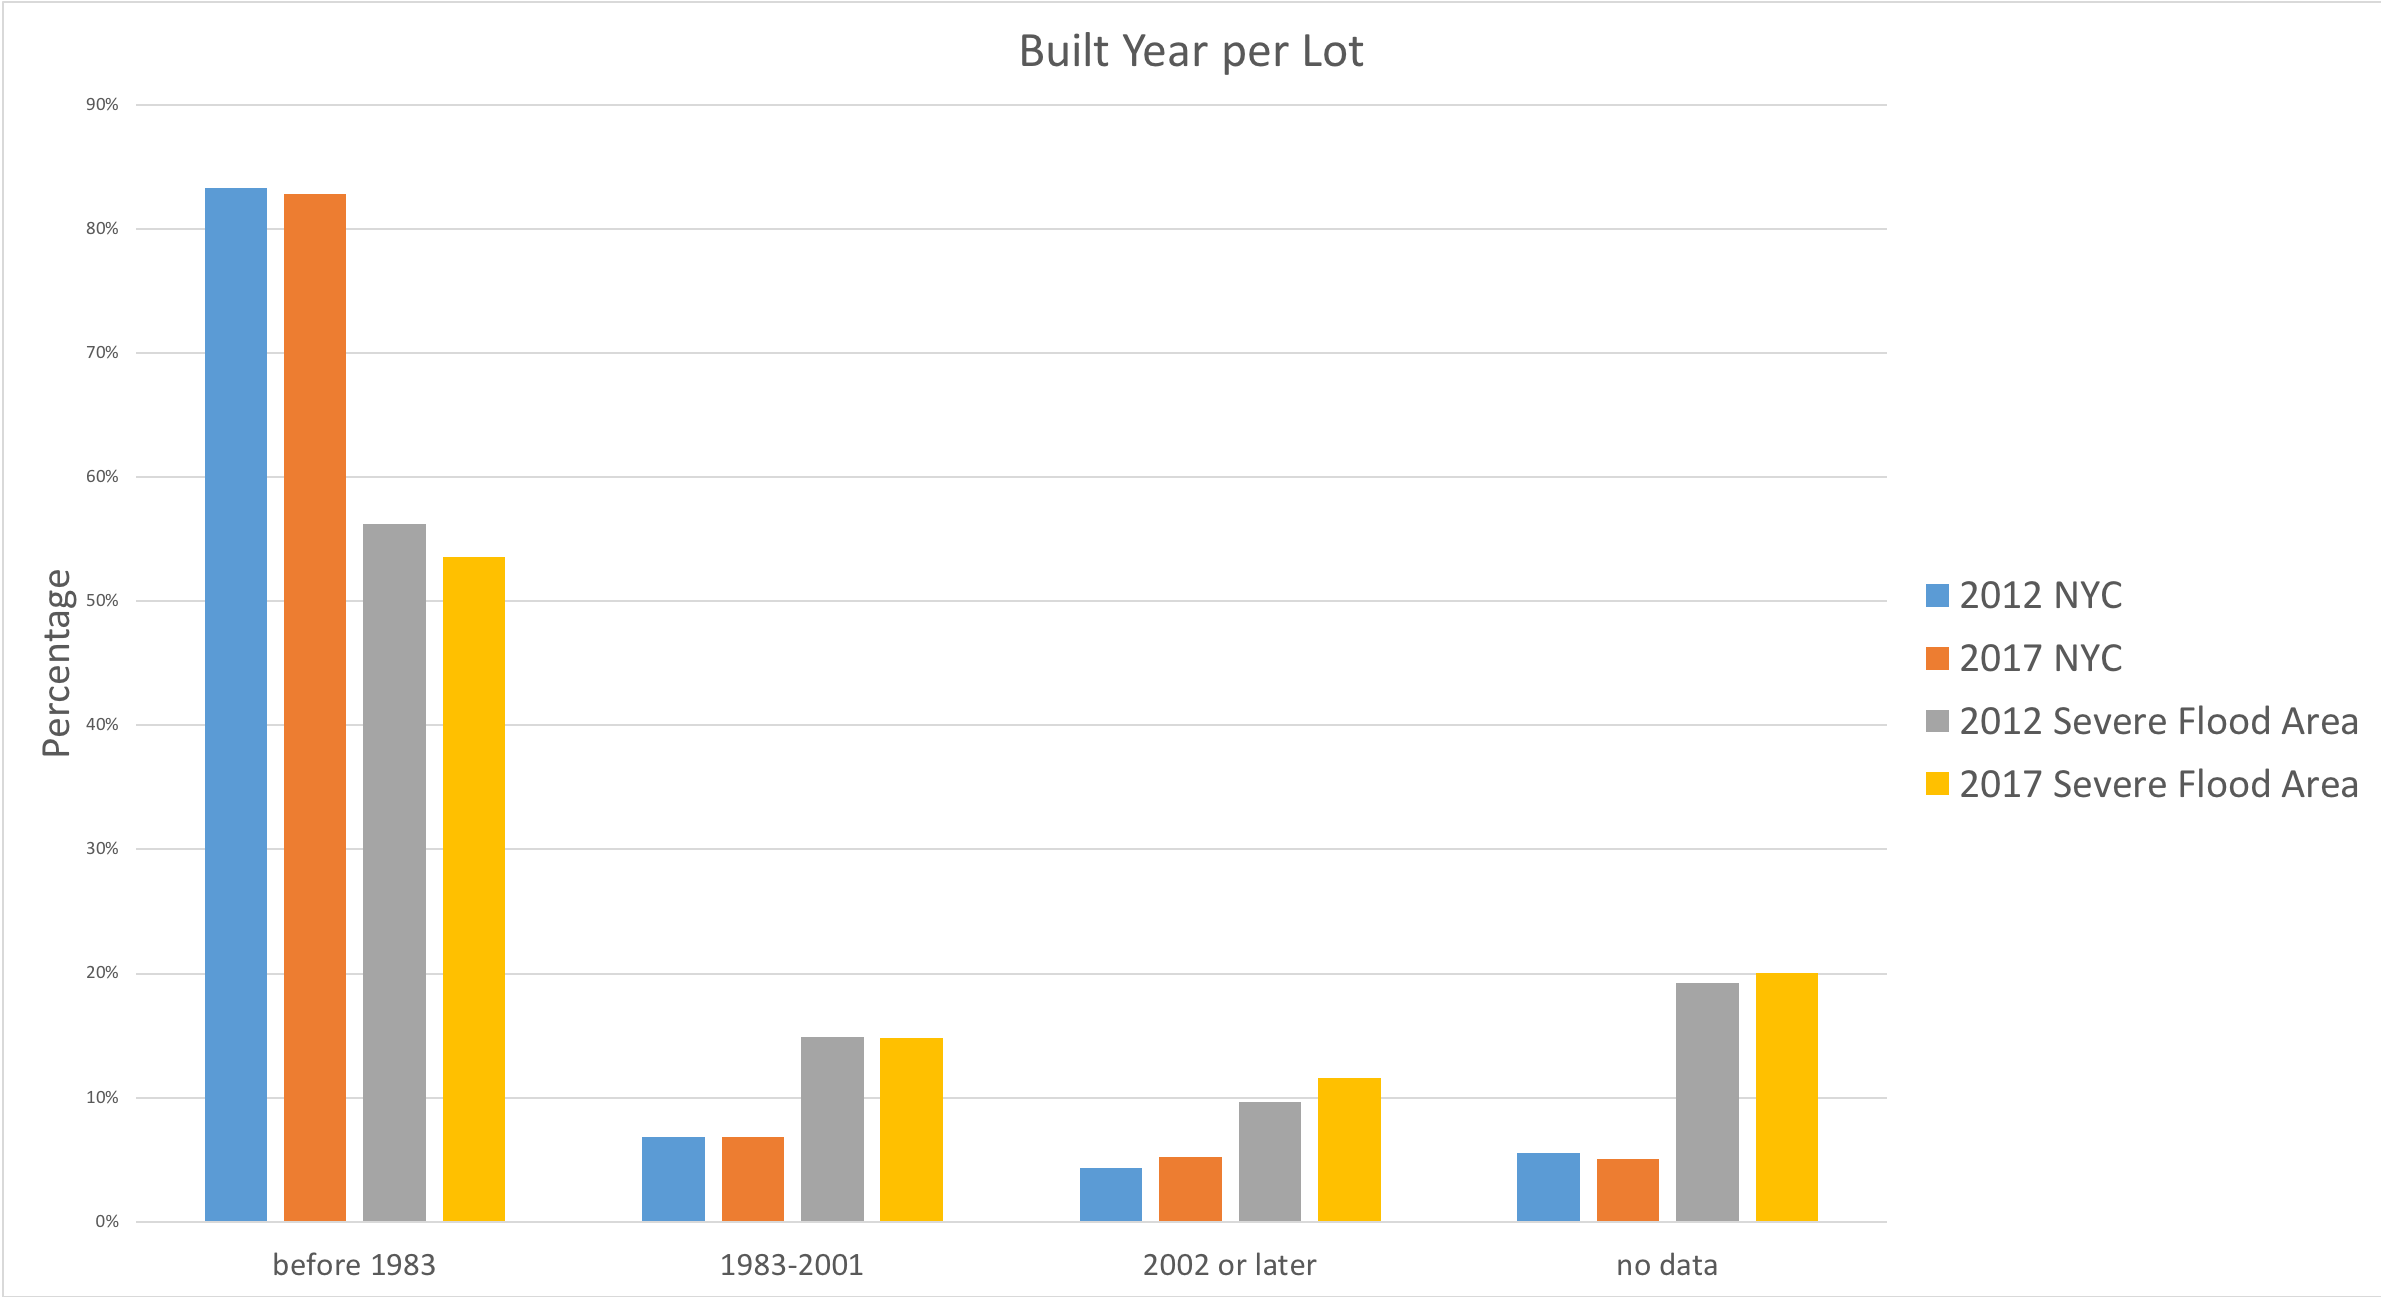 Built Year per Lot
Percentage
90%
80%
70%
60%
50%
40%
30%
20%
10%
0%
before 1983
1983-2001
2002 or later
no data
2012 NYC
2017 NYC
2012 Severe Flood Area
2017 Severe Flood Area